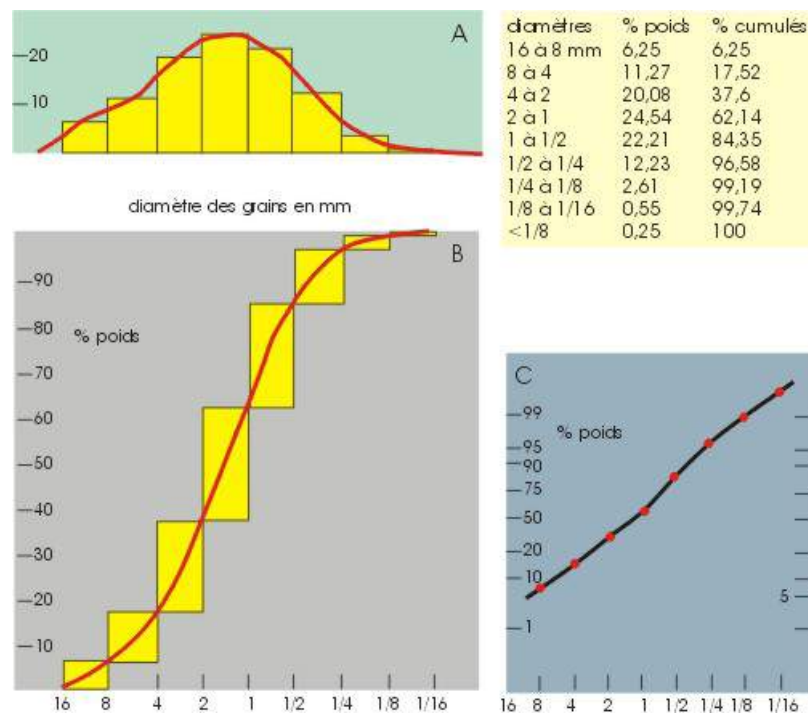 A
—20
—10
diamètre des grains en mm
diamètres % poids % cumulés
16 à 8 mm 6,25 6,25
8 à 4 11,27 17,52
4 à 2 20,08 37,6
2 à 1 24,54 62,14
1 à 1/2 22,21 84,35
1/2 à 1/4 12,23 96,58
1/4 à 1/8 2,61 99,19
1/8 à 1/16 0,55 99,74
<1/8 0,25 100
B
—90
—80
% poids
—70
—60
—50
—40
—30
—20
—10
16 8 4 2 1 1/2 1/4 1/8 1/16
C
—99
% poids
—95
—90
—75
—50
—20
—10
5
—1
16 8 4 2 1 1/2 1/4 1/8 1/16